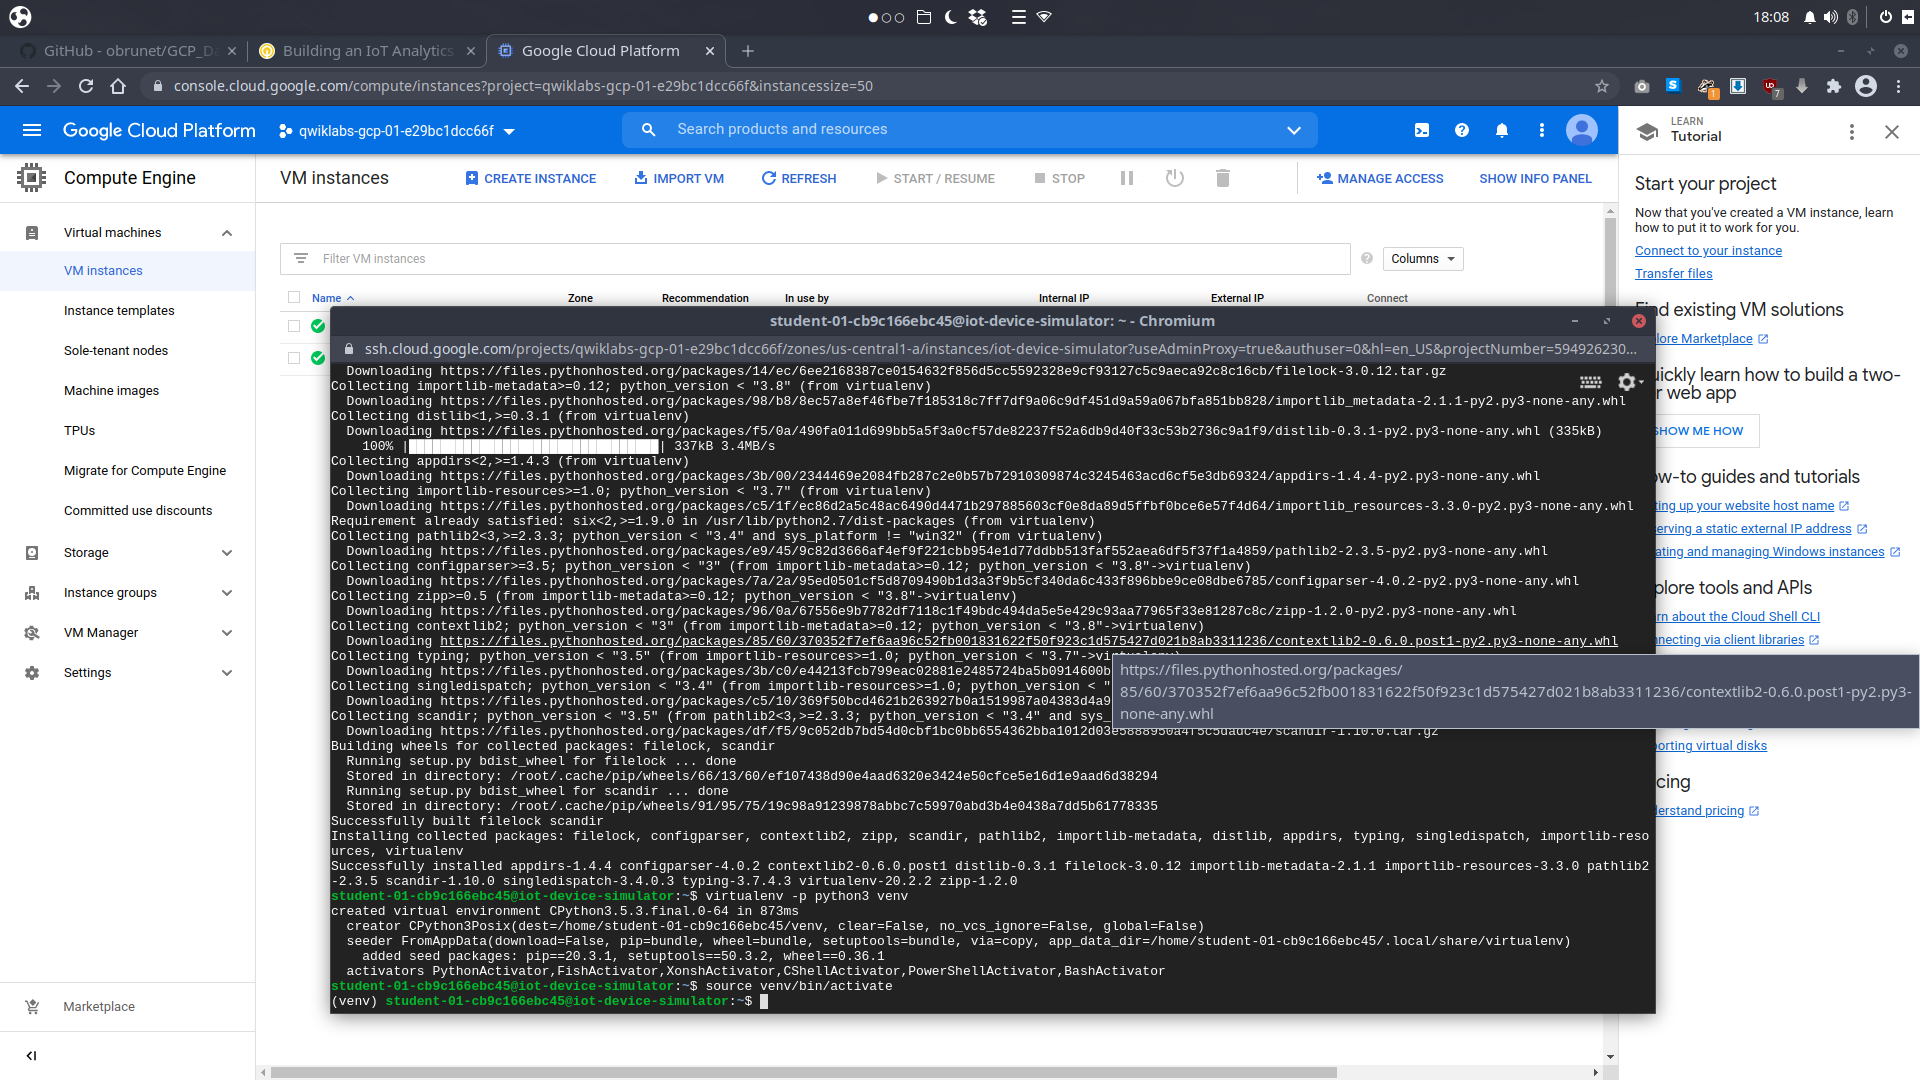 18:08
GitHub - obrunet/GCP_D
Building an IoT Analytics
Google Cloud Platform
console.cloud.google.com/compute/instances?project=qwiklabs-gcp-01-e29bc1dcc66f&instancessize=50
1
7
Google Cloud Platform
qwiklabs-gcp-01-e29bc1dcc66f
Search products and resources
LEARN
Tutorial
Compute Engine
VM instances
CREATE INSTANCE
IMPORT VM
REFRESH
START / RESUME
STOP
MANAGE ACCESS
SHOW INFO PANEL
Virtual machines
VM instances
Instance templates
Sole-tenant nodes
Machine images
TPUs
Migrate for Compute Engine
Committed use discounts
Storage
Instance groups
VM Manager
Settings
Marketplace
Filter VM instances
Columns
Name
Zone
Recommendation
In use by
Internal IP
External IP
Connect
Start your project
Now that you've created a VM instance, learn
how to put it to work for you.
Connect to your instance
Transfer files
nd existing VM solutions
lore Marketplace
uickly learn how to build a two-
r web app
SHOW ME HOW
ow-to guides and tutorials
ting up your website host name
serving a static external IP address
ating and managing Windows instances
plore tools and APIs
rn about the Cloud Shell CLI
nnecting via client libraries
porting virtual disks
icing
derstand pricing
student-01-cb9c166ebc45@iot-device-simulator: ~ - Chromium
ssh.cloud.google.com/projects/qwiklabs-gcp-01-e29bc1dcc66f/zones/us-central1-a/instances/iot-device-simulator?useAdminProxy=true&authuser=0&hl=en_US&projectNumber=594926230...
Downloading https://files.pythonhosted.org/packages/14/ec/6ee2168387ce0154632f856d5cc5592328e9cf93127c5c9aeca92c8c16cb/filelock-3.0.12.tar.gz
Collecting importlib-metadata>=0.12; python_version < "3.8" (from virtualenv)
Downloading https://files.pythonhosted.org/packages/98/b8/8ec57a8ef46fbe7f185318c7ff7df9a06c9df451d9a59a067bfa851bb828/importlib_metadata-2.1.1-py2.py3-none-any.whl
Collecting distlib<1,>=0.3.1 (from virtualenv)
Downloading https://files.pythonhosted.org/packages/f5/0a/490fa011d699bb5a5f3a0cf57de82237f52a6db9d40f33c53b2736c9a1f9/distlib-0.3.1-py2.py3-none-any.whl (335kB)
100% |████████████████████████████████| 337kB 3.4MB/s
Collecting appdirs<2,>=1.4.3 (from virtualenv)
Downloading https://files.pythonhosted.org/packages/3b/00/2344469e2084fb287c2e0b57b72910309874c3245463acd6cf5e3db69324/appdirs-1.4.4-py2.py3-none-any.whl
Collecting importlib-resources>=1.0; python_version < "3.7" (from virtualenv)
Downloading https://files.pythonhosted.org/packages/c5/1f/ec86d2a5c48ac6490d4471b297885603cf0e8da89d5ffbf0bce6e57f4d64/importlib_resources-3.3.0-py2.py3-none-any.whl
Requirement already satisfied: six<2,>=1.9.0 in /usr/lib/python2.7/dist-packages (from virtualenv)
Collecting pathlib2<3,>=2.3.3; python_version < "3.4" and sys_platform != "win32" (from virtualenv)
Downloading https://files.pythonhosted.org/packages/e9/45/9c82d3666af4ef9f221cbb954e1d77ddbb513faf552aea6df5f37f1a4859/pathlib2-2.3.5-py2.py3-none-any.whl
Collecting configparser>=3.5; python_version < "3" (from importlib-metadata>=0.12; python_version < "3.8"->virtualenv)
Downloading https://files.pythonhosted.org/packages/7a/2a/95ed0501cf5d8709490b1d3a3f9b5cf340da6c433f896bbe9ce08dbe6785/configparser-4.0.2-py2.py3-none-any.whl
Collecting zipp>=0.5 (from importlib-metadata>=0.12; python_version < "3.8"->virtualenv)
Downloading https://files.pythonhosted.org/packages/96/0a/67556e9b7782df7118c1f49bdc494da5e5e429c93aa77965f33e81287c8c/zipp-1.2.0-py2.py3-none-any.whl
Collecting contextlib2; python_version < "3" (from importlib-metadata>=0.12; python_version < "3.8"->virtualenv)
Downloading https://files.pythonhosted.org/packages/85/60/370352f7ef6aa96c52fb001831622f50f923c1d575427d021b8ab3311236/contextlib2-0.6.0.post1-py2.py3-none-any.whl
Collecting typing; python_version < "3.5" (from importlib-resources>=1.0; python_version < "3.7"->virtualenv)
Downloading https://files.pythonhosted.org/packages/3b/c0/e44213fcb799eac02881e2485724ba5b0914600b
Collecting singledispatch; python_version < "3.4" (from importlib-resources>=1.0; python_version < "
Downloading https://files.pythonhosted.org/packages/c5/10/369f50bcd4621b263927b0a1519987a04383d4a9
Collecting scandir; python_version < "3.5" (from pathlib2<3,>=2.3.3; python_version < "3.4" and sys_
Downloading https://files.pythonhosted.org/packages/df/f5/9c052db7bd54d0cbf1bc0bb6554362bba1012d03e5888950a4f5c5dadc4e/scandir-1.10.0.tar.gz
https://files.pythonhosted.org/packages/
85/60/370352f7ef6aa96c52fb001831622f50f923c1d575427d021b8ab3311236/contextlib2-0.6.0.post1-py2.py3-
none-any.whl
Building wheels for collected packages: filelock, scandir
Running setup.py bdist_wheel for filelock ... done
Stored in directory: /root/.cache/pip/wheels/66/13/60/ef107438d90e4aad6320e3424e50cfce5e16d1e9aad6d38294
Running setup.py bdist_wheel for scandir ... done
Stored in directory: /root/.cache/pip/wheels/91/95/75/19c98a91239878abbc7c59970abd3b4e0438a7dd5b61778335
Successfully built filelock scandir
Installing collected packages: filelock, configparser, contextlib2, zipp, scandir, pathlib2, importlib-metadata, distlib, appdirs, typing, singledispatch, importlib-reso
urces, virtualenv
Successfully installed appdirs-1.4.4 configparser-4.0.2 contextlib2-0.6.0.post1 distlib-0.3.1 filelock-3.0.12 importlib-metadata-2.1.1 importlib-resources-3.3.0 pathlib2
-2.3.5 scandir-1.10.0 singledispatch-3.4.0.3 typing-3.7.4.3 virtualenv-20.2.2 zipp-1.2.0
student-01-cb9c166ebc45@iot-device-simulator:~$ virtualenv -p python3 venv
created virtual environment CPython3.5.3.final.0-64 in 873ms
creator CPython3Posix(dest=/home/student-01-cb9c166ebc45/venv, clear=False, no_vcs_ignore=False, global=False)
seeder FromAppData(download=False, pip=bundle, wheel=bundle, setuptools=bundle, via=copy, app_data_dir=/home/student-01-cb9c166ebc45/.local/share/virtualenv)
added seed packages: pip==20.3.1, setuptools==50.3.2, wheel==0.36.1
activators PythonActivator,FishActivator,XonshActivator,CShellActivator,PowerShellActivator,BashActivator
student-01-cb9c166ebc45@iot-device-simulator:~$ source venv/bin/activate
(venv) student-01-cb9c166ebc45@iot-device-simulator:~$